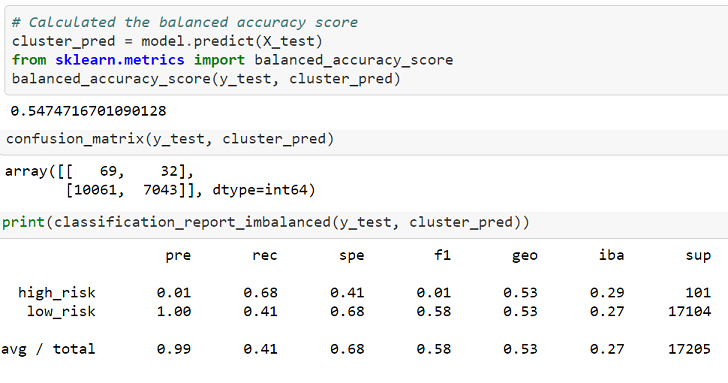 # Calculated the balanced accuracy score
cluster_pred = model.predict(X_test)
from sklearn.metrics import balanced_accuracy_score
balanced_accuracy_score(y_test, cluster_pred)
0.5474716701090128
confusion_matrix(y_test, cluster_pred)
array([[   69,    32],
       [10061,  7043]], dtype=int64)
print(classification_report_imbalanced(y_test, cluster_pred))
pre rec spe f1 geo iba sup
high_risk 0.01 0.68 0.41 0.01 0.53 0.29 101
low_risk 1.00 0.41 0.68 0.58 0.53 0.27 17104
avg / total 0.99 0.41 0.68 0.58 0.53 0.27 17205